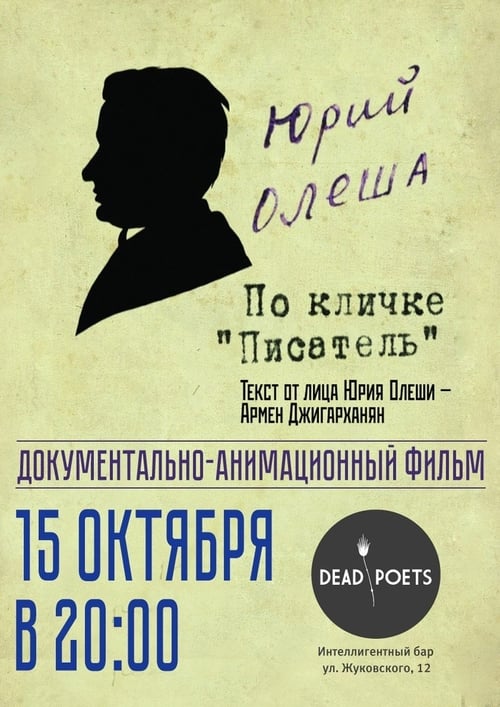 Юрий
Олеша
По кличке
"Писатель"
Текст от лица Юрия Олеши –
Армен Джигарханян
ДОКУМЕНТАЛЬНО-АНИМАЦИОННЫЙ ФИЛЬМ
15 ОКТЯБРЯ
В 20:00
DEAD POETS
Интеллигентный бар
ул. Жуковского, 12